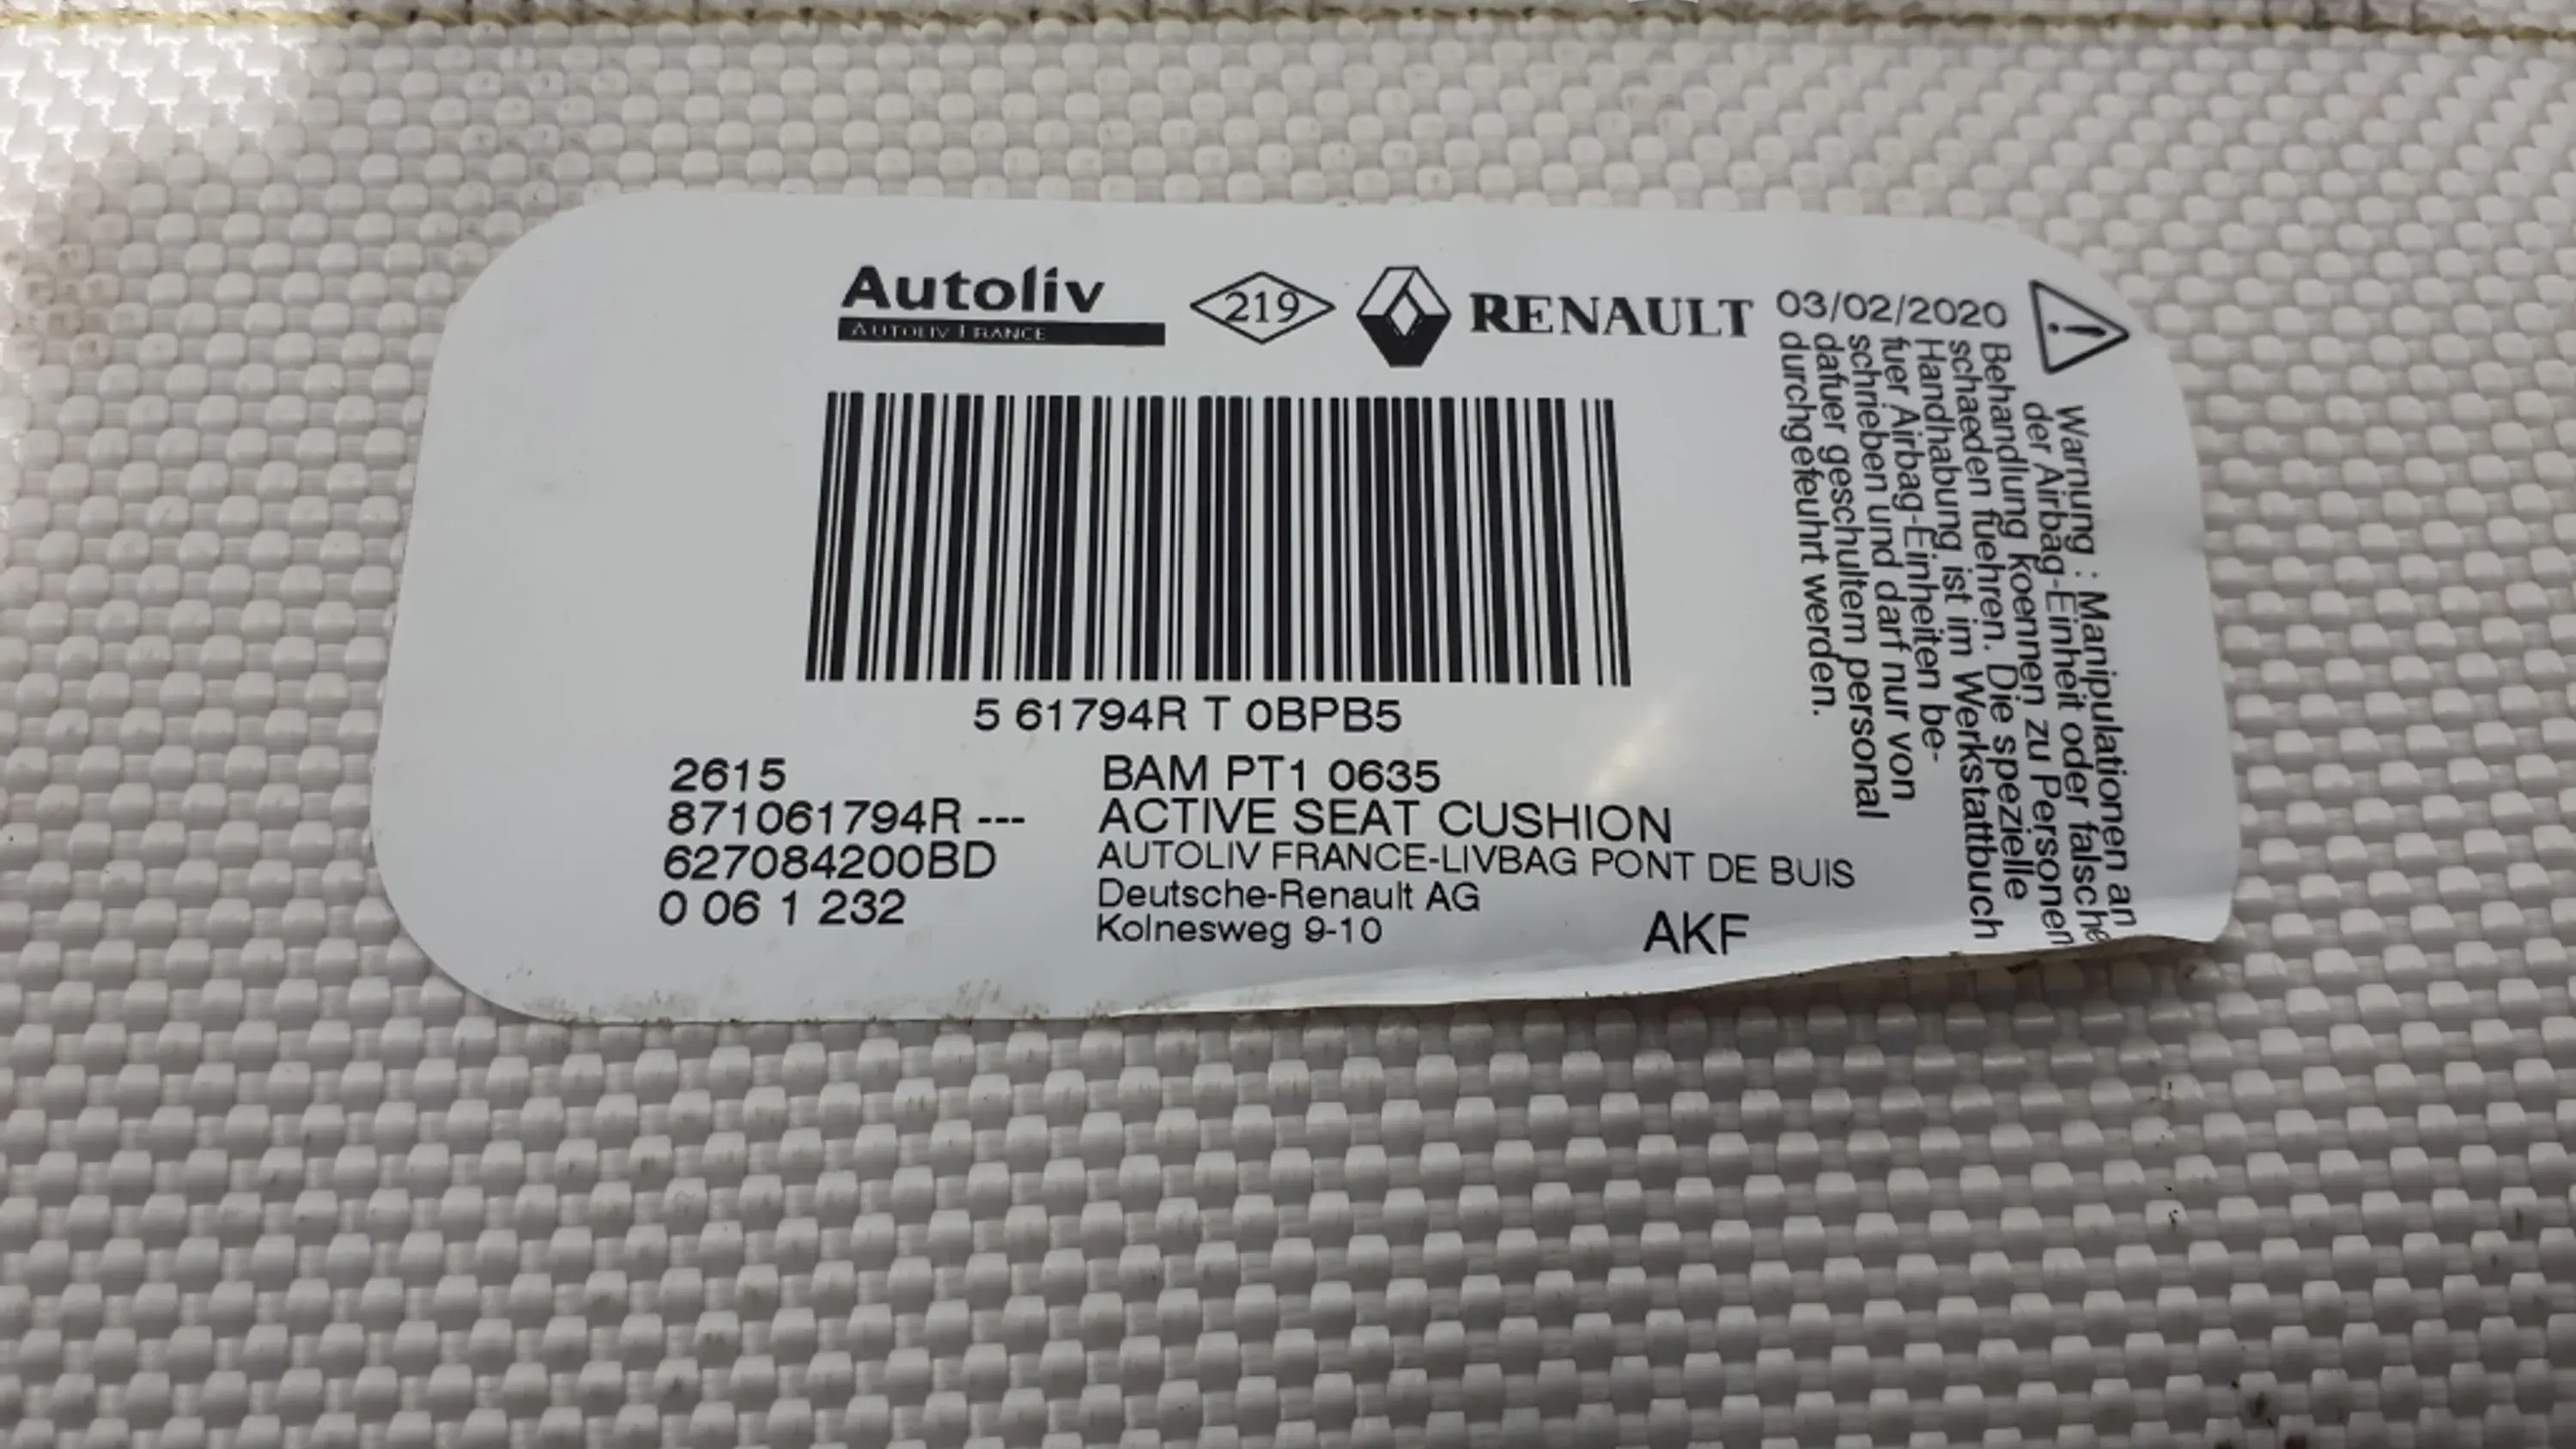 Autoliv
AUTOLIV FRANCE
219
RENAULT
03/02/2020
5 61794R T 0BPB5
2615
871061794R ---
627084200BD
0 06 1 232
BAM PT1 0635
ACTIVE SEAT CUSHION
AUTOLIV FRANCE-LIVBAG PONT DE BUIS
Deutsche-Renault AG
Kolnesweg 9-10
AKF
Warnung : Manipulationen an
der Airbag-Einheit oder falsche
Behandlung koennen zu Personen
schaeden fuehren. Die spezielle
Handhabung ist im Werkstattbuch
fuer Airbag-Einheiten be-
schrieben und darf nur von
dafuer geschultem personal
durchgefeuhrt werden.